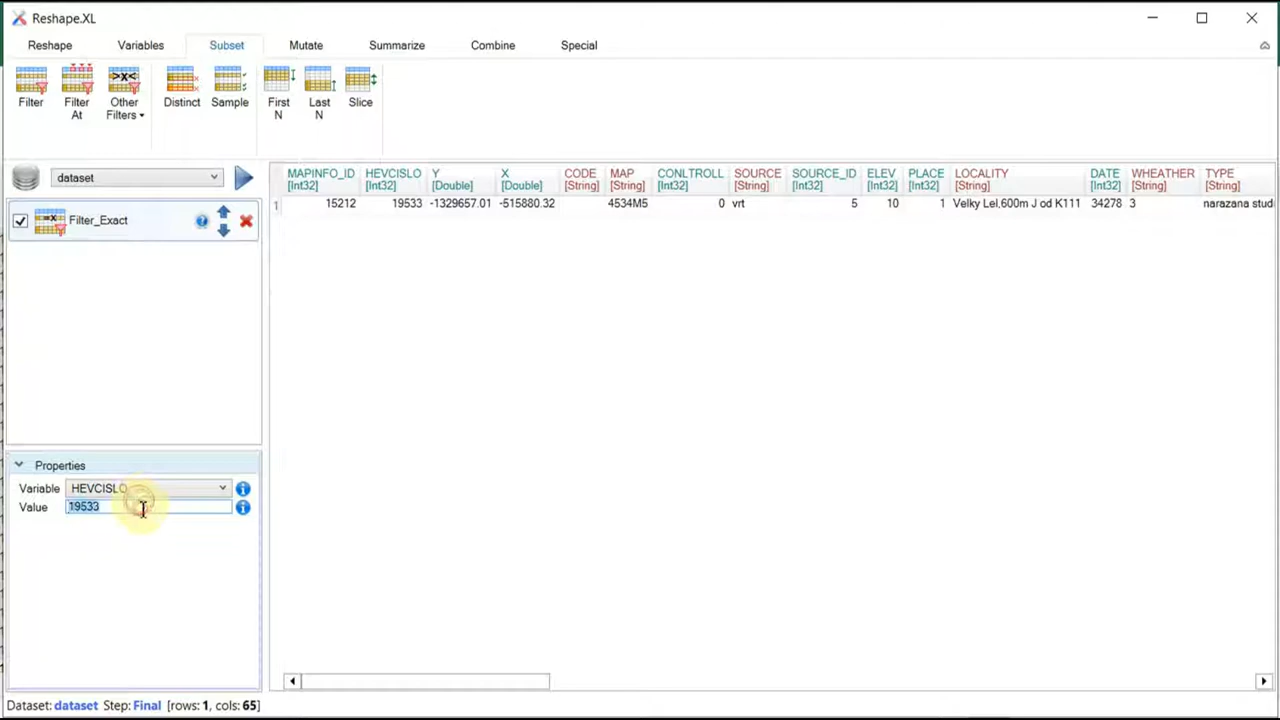 Reshape.XL
Reshape Variables Subset Mutate Summarize Combine Special
>x<
Filter Filter At Other Filters Distinct Sample First N Last N Slice
dataset
=x Filter_Exact
Properties
Variable HEVCISLO
Value 19533
MAPINFO_ID HEVCISLO Y X CODE MAP CONLTROLL SOURCE SOURCE_ID ELEV PLACE LOCALITY DATE WHEATHER TYPE
[Int32] [Int32] [Double] [Double] [String] [String] [Int32] [String] [Int32] [Int32] [Int32] [String] [Int32] [String] [String]
1 15212 19533 -1329657.01 -515880.32 4534M5 0 vrt 5 10 1 Velky Lel,600m J od K111 34278 3 narazana stud
Dataset: dataset Step: Final [rows: 1, cols: 65]